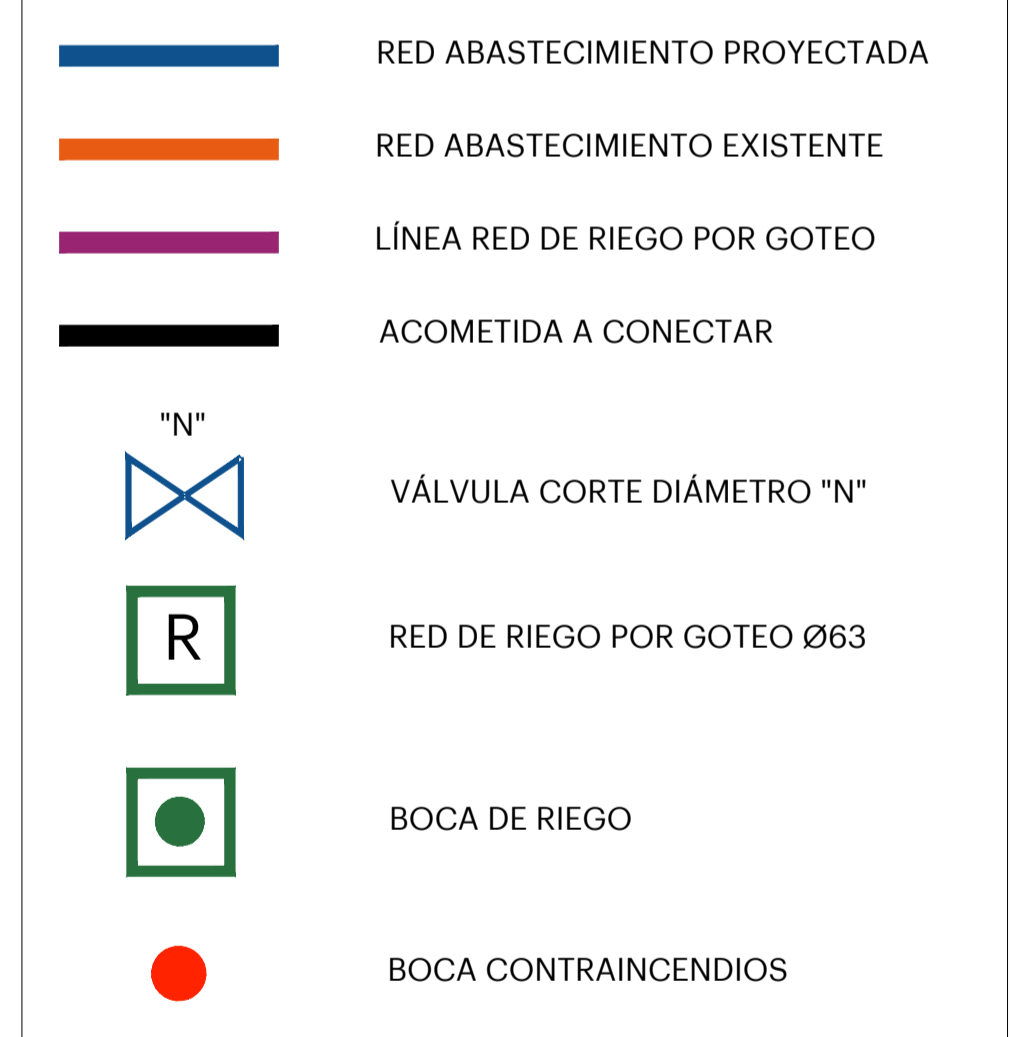 RED ABASTECIMIENTO PROYECTADA
RED ABASTECIMIENTO EXISTENTE
LÍNEA RED DE RIEGO POR GOTEO
ACOMETIDA A CONECTAR
"N"
VÁLVULA CORTE DIÁMETRO "N"
R
RED DE RIEGO POR GOTEO Ø63
BOCA DE RIEGO
BOCA CONTRAINCENDIOS